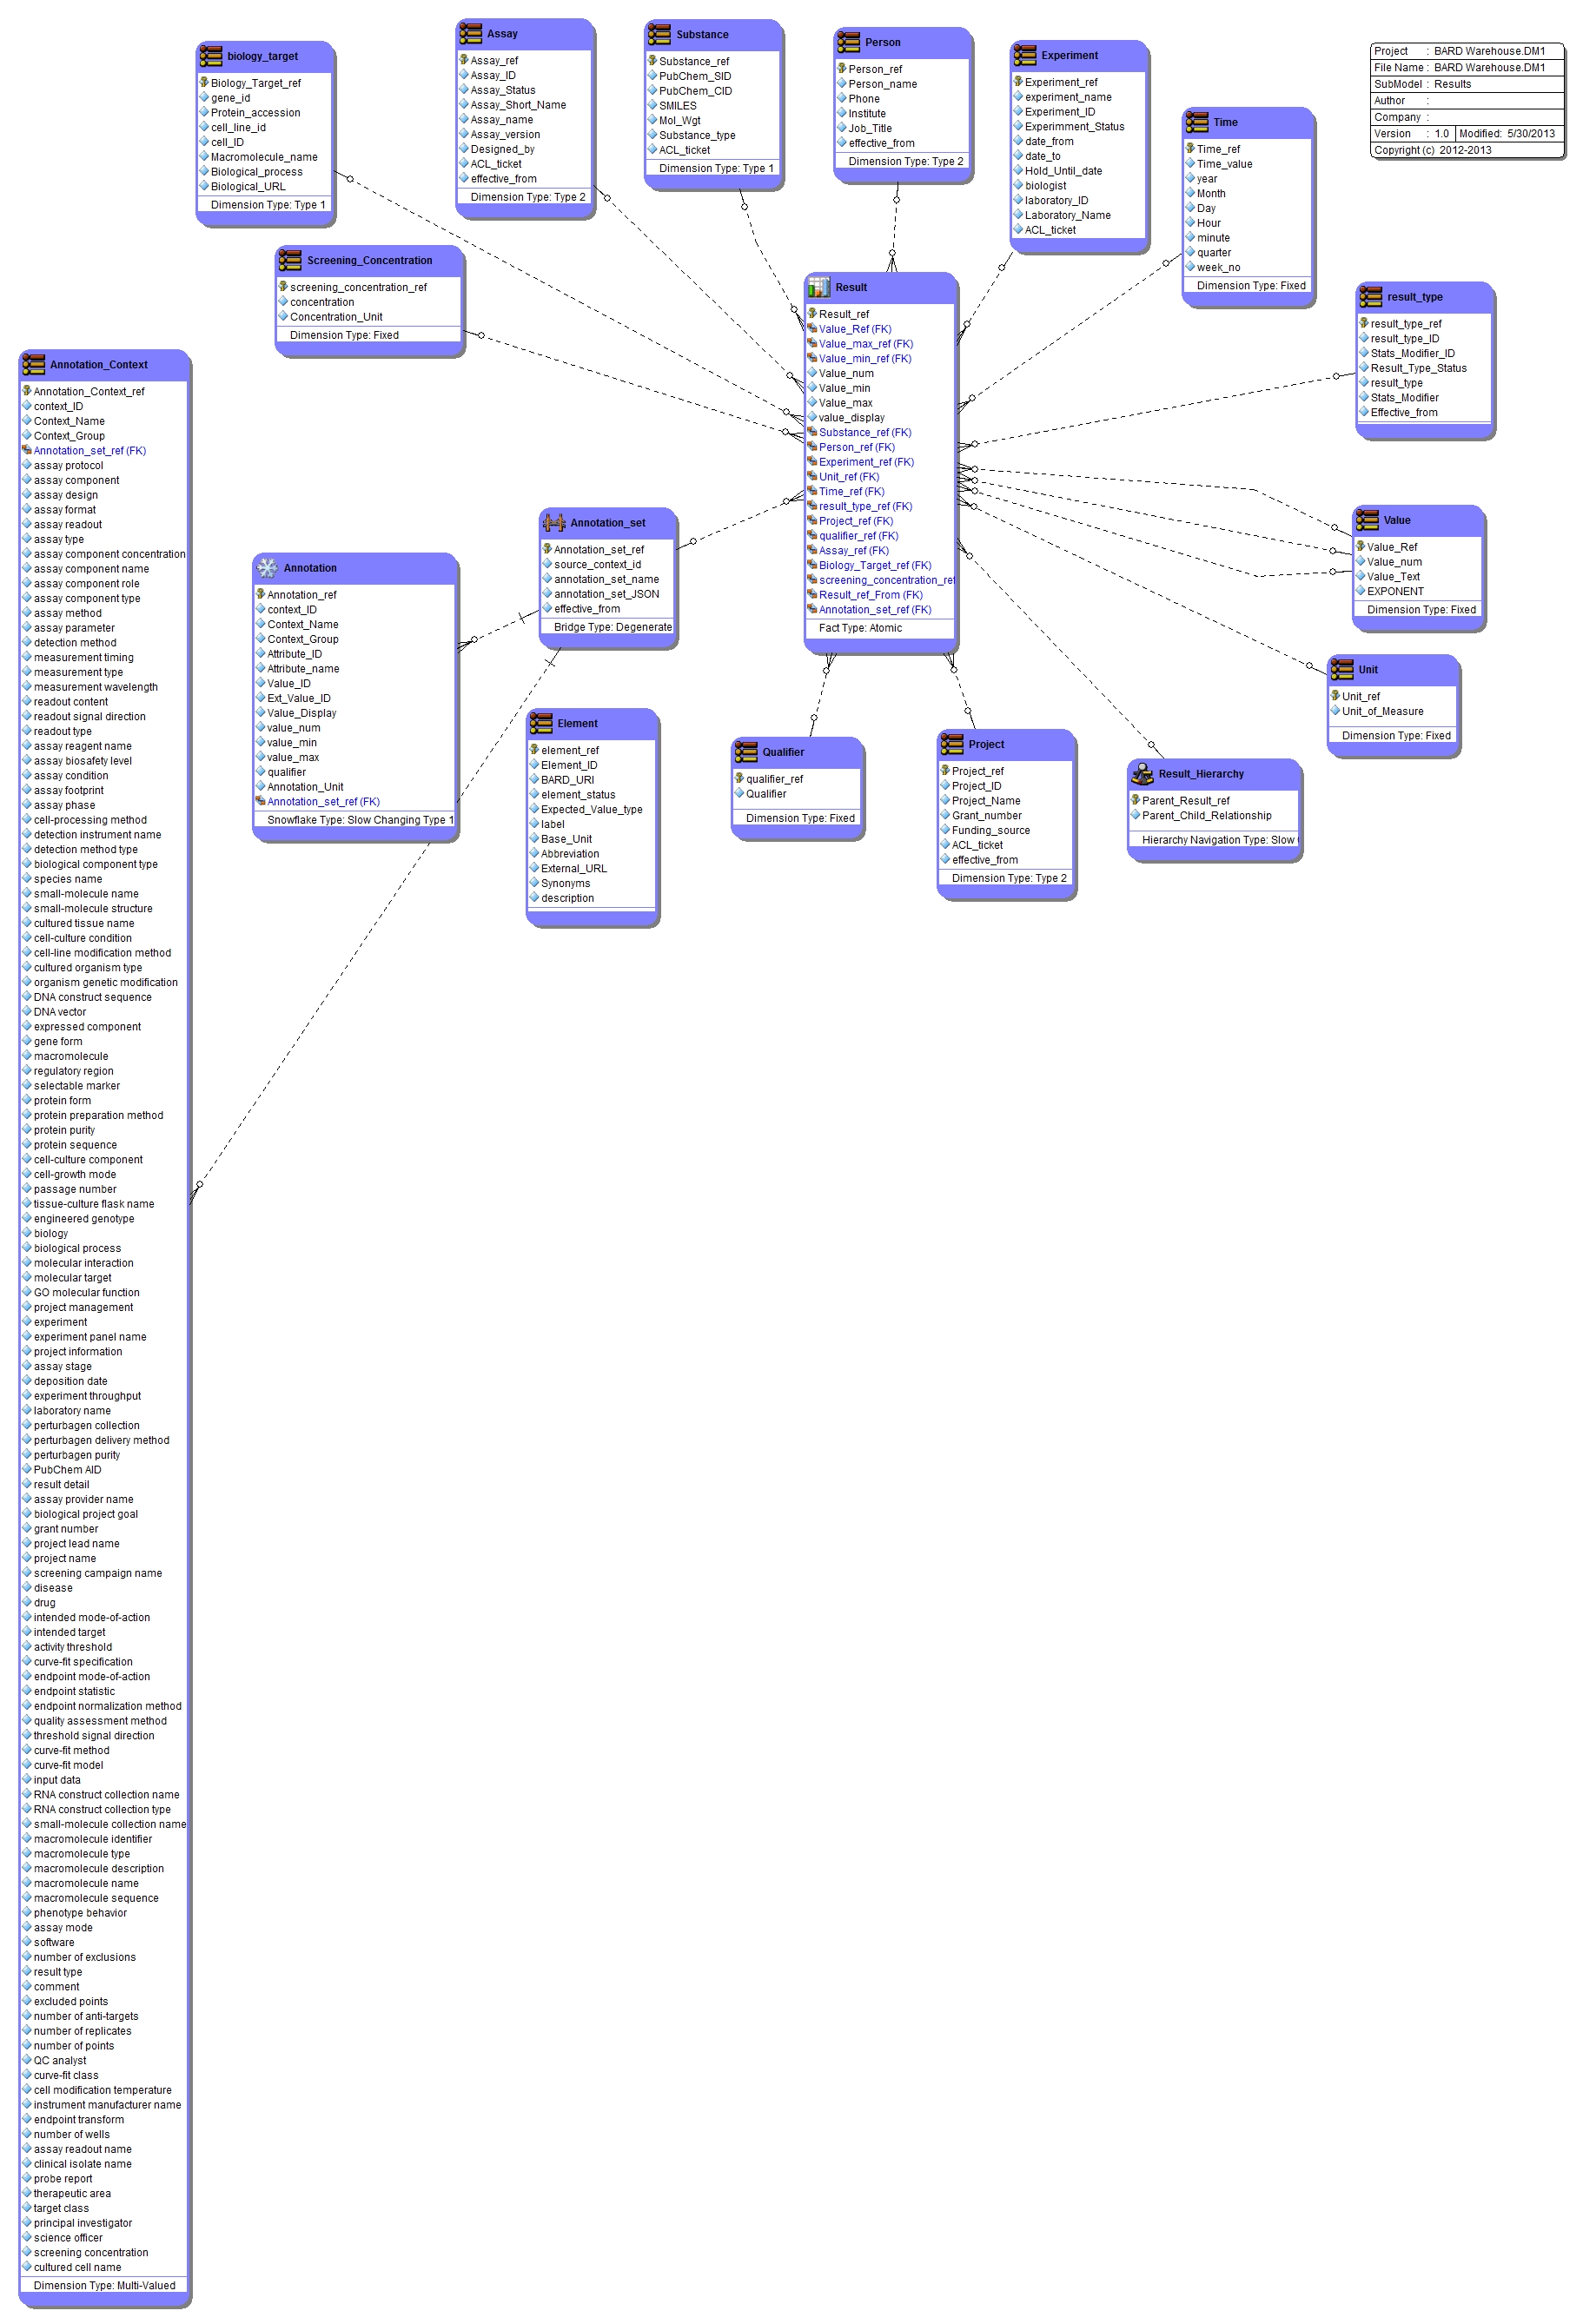 biology_target
Biology_Target_ref
gene_id
Protein_accession
cell_line_id
cell_ID
Macromolecule_name
Biological_process
Biological_URL
Dimension Type: Type 1
Assay
Assay_ref
Assay_ID
Assay_Status
Assay_Short_Name
Assay_name
Assay_version
Designed_by
ACL_ticket
effective_from
Dimension Type: Type 2
Substance
Substance_ref
PubChem_SID
PubChem_CID
SMILES
Mol_Wgt
Substance_type
ACL_ticket
Dimension Type: Type 1
Person
Person_ref
Person_name
Phone
Institute
Job_Title
effective_from
Dimension Type: Type 2
Experiment
Experiment_ref
experiment_name
Experiment_ID
Experimment_Status
date_from
date_to
Hold_Until_date
biologist
laboratory_ID
Laboratory_Name
ACL_ticket
Time
Time_ref
Time_value
year
Month
Day
Hour
minute
quarter
week_no
Dimension Type: Fixed
Project : BARD Warehouse.DM1
File Name : BARD Warehouse.DM1
SubModel : Results
Author :
Company :
Version : 1.0 Modified: 5/30/2013
Copyright (c) 2012-2013
Screening_Concentration
screening_concentration_ref
concentration
Concentration_Unit
Dimension Type: Fixed
Result
Result_ref
Value_Ref (FK)
Value_max_ref (FK)
Value_min_ref (FK)
Value_num
Value_min
Value_max
value_display
Substance_ref (FK)
Person_ref (FK)
Experiment_ref (FK)
Unit_ref (FK)
Time_ref (FK)
result_type_ref (FK)
Project_ref (FK)
qualifier_ref (FK)
Assay_ref (FK)
Biology_Target_ref (FK)
screening_concentration_ref
Result_ref_From (FK)
Annotation_set_ref (FK)
Fact Type: Atomic
result_type
result_type_ref
result_type_ID
Stats_Modifier_ID
Result_Type_Status
result_type
Stats_Modifier
Effective_from
Value
Value_Ref
Value_num
Value_Text
EXPONENT
Dimension Type: Fixed
Unit
Unit_ref
Unit_of_Measure
Dimension Type: Fixed
Result_Hierarchy
Parent_Result_ref
Parent_Child_Relationship
Hierarchy Navigation Type: Slow
Project
Project_ref
Project_ID
Project_Name
Grant_number
Funding_source
ACL_ticket
effective_from
Dimension Type: Type 2
Qualifier
qualifier_ref
Qualifier
Dimension Type: Fixed
Annotation_set
Annotation_set_ref
source_context_id
annotation_set_name
annotation_set_JSON
effective_from
Bridge Type: Degenerate
Annotation
Annotation_ref
context_ID
Context_Name
Context_Group
Attribute_ID
Attribute_name
Value_ID
Ext_Value_ID
Value_Display
value_num
value_min
value_max
qualifier
Annotation_Unit
Annotation_set_ref (FK)
Snowflake Type: Slow Changing Type 1
Element
element_ref
Element_ID
BARD_URI
element_status
Expected_Value_type
label
Base_Unit
Abbreviation
External_URL
Synonyms
description
Annotation_Context
Annotation_Context_ref
context_ID
Context_Name
Context_Group
Annotation_set_ref (FK)
assay protocol
assay component
assay design
assay format
assay readout
assay type
assay component concentration
assay component name
assay component role
assay component type
assay method
assay parameter
detection method
measurement timing
measurement type
measurement wavelength
readout content
readout signal direction
readout type
assay reagent name
assay biosafety level
assay condition
assay footprint
assay phase
cell-processing method
detection instrument name
detection method type
biological component type
species name
small-molecule name
small-molecule structure
cultured tissue name
cell-culture condition
cell-line modification method
cultured organism type
organism genetic modification
DNA construct sequence
DNA vector
expressed component
gene form
macromolecule
regulatory region
selectable marker
protein form
protein preparation method
protein purity
protein sequence
cell-culture component
cell-growth mode
passage number
tissue-culture flask name
engineered genotype
biology
biological process
molecular interaction
molecular target
GO molecular function
project management
experiment
experiment panel name
project information
assay stage
deposition date
experiment throughput
laboratory name
perturbagen collection
perturbagen delivery method
perturbagen purity
PubChem AID
result detail
assay provider name
biological project goal
grant number
project lead name
project name
screening campaign name
disease
drug
intended mode-of-action
intended target
activity threshold
curve-fit specification
endpoint mode-of-action
endpoint statistic
endpoint normalization method
quality assessment method
threshold signal direction
curve-fit method
curve-fit model
input data
RNA construct collection name
RNA construct collection type
small-molecule collection name
macromolecule identifier
macromolecule type
macromolecule description
macromolecule name
macromolecule sequence
phenotype behavior
assay mode
software
number of exclusions
result type
comment
excluded points
number of anti-targets
number of replicates
number of points
QC analyst
curve-fit class
cell modification temperature
instrument manufacturer name
endpoint transform
number of wells
assay readout name
clinical isolate name
probe report
therapeutic area
target class
principal investigator
science officer
screening concentration
cultured cell name
Dimension Type: Multi-Valued